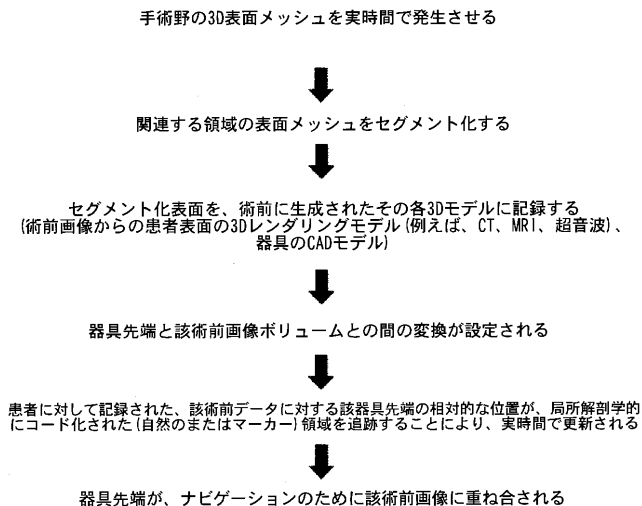 手術野の3D表面メッシュを実時間で発生させる
関連する領域の表面メッシュをセグメント化する
セグメント化表面を、術前に生成されたその各3Dモデルに記録する
(術前画像からの患者表面の3Dレンダリングモデル(例えば、CT、MRI、超音波)、
器具のCADモデル)
器具先端と該術前画像ボリュームとの間の変換が設定される
患者に対して記録された、該術前データに対する該器具先端の相対的な位置が、局所解剖学的
にコード化された(自然のまたはマーカー)領域を追跡することにより、実時間で更新される
器具先端が、ナビゲーションのために該術前画像に重ね合される